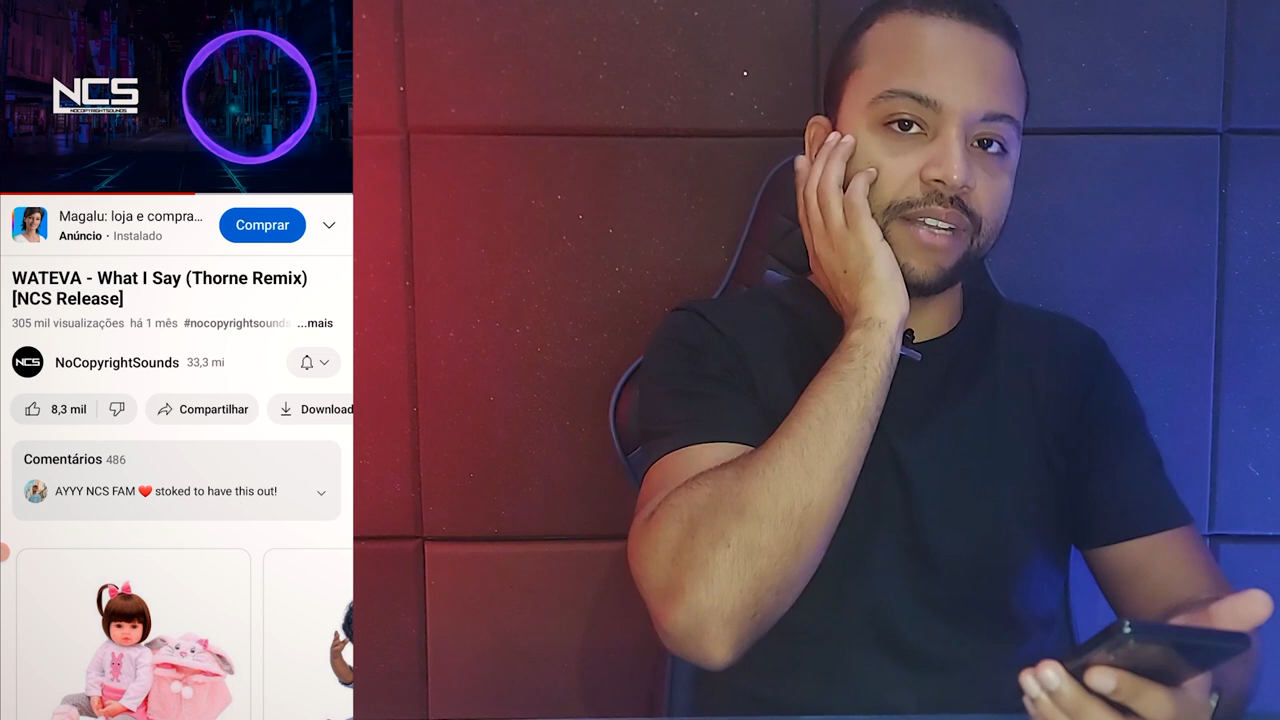 NCS
NOCOPYRIGHTSOUNDS
Magalu: loja e compra...
Comprar
Anúncio · Instalado
WATEVA - What I Say (Thorne Remix)
[NCS Release]
305 mil visualizações há 1 mês #nocopyrightsounds ...mais
NCS
NoCopyrightSounds 33,3 mi
8,3 mil
Compartilhar
Download
Comentários 486
AYYY NCS FAM ❤️ stoked to have this out!